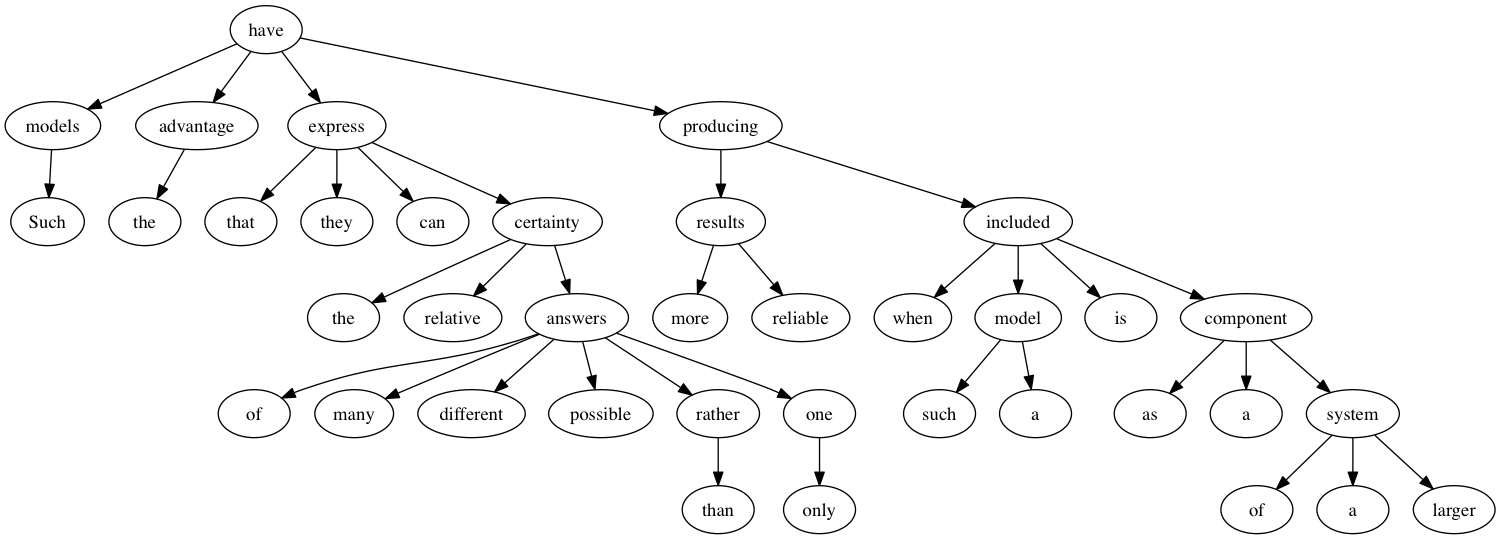 have
models advantage express producing
Such the that they can certainty results included
the relative answers more reliable when model is component
of many different possible rather one such a as a system
than only of a larger